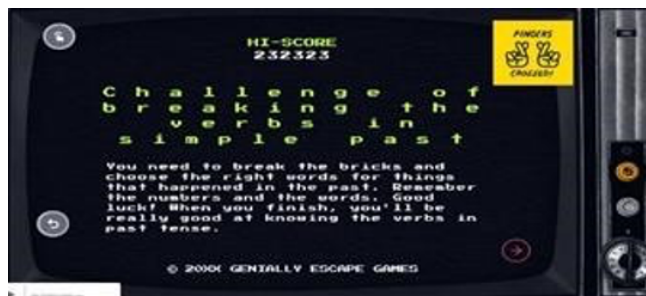 HI-SCORE
232323
FINGERS
CROSSED!
Challenge of
breaking the
verbs in
simple past
You need to break the bricks and
choose the right words for things
that happened in the past. Remember
the numbers and the words. Good
luck! When you finish, you'll be
really good at knowing the verbs in
past tense.
© 20XX GENIALLY ESCAPE GAMES